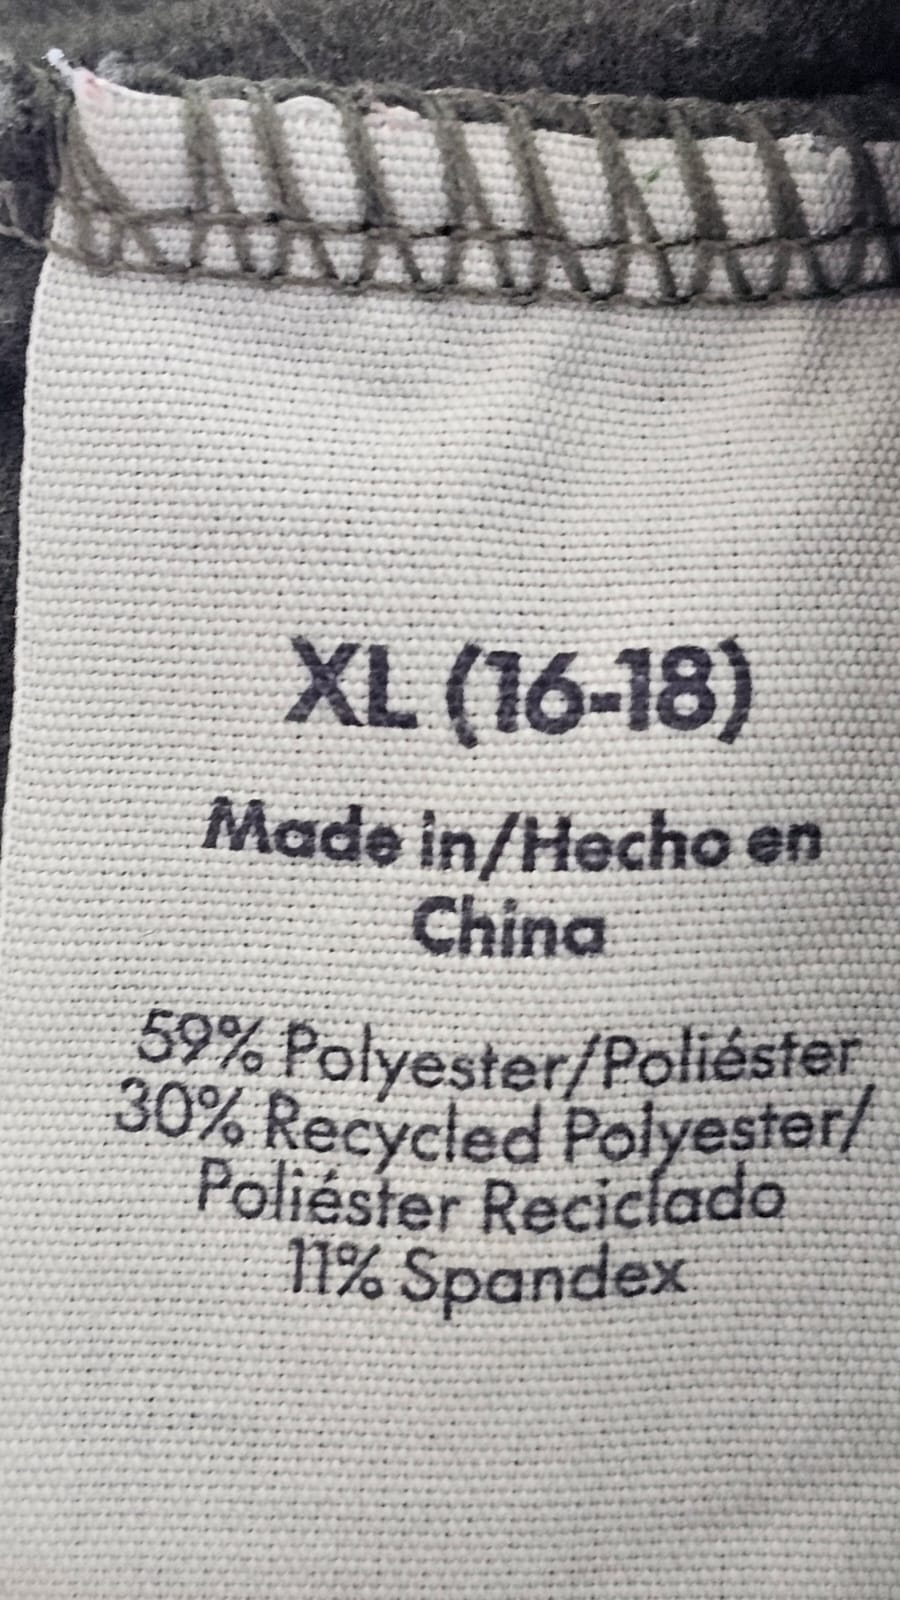 XL (16-18)
Made in/Hecho en
China
59% Polyester/Poliéster
30% Recycled Polyester/
Poliéster Reciclado
11% Spandex